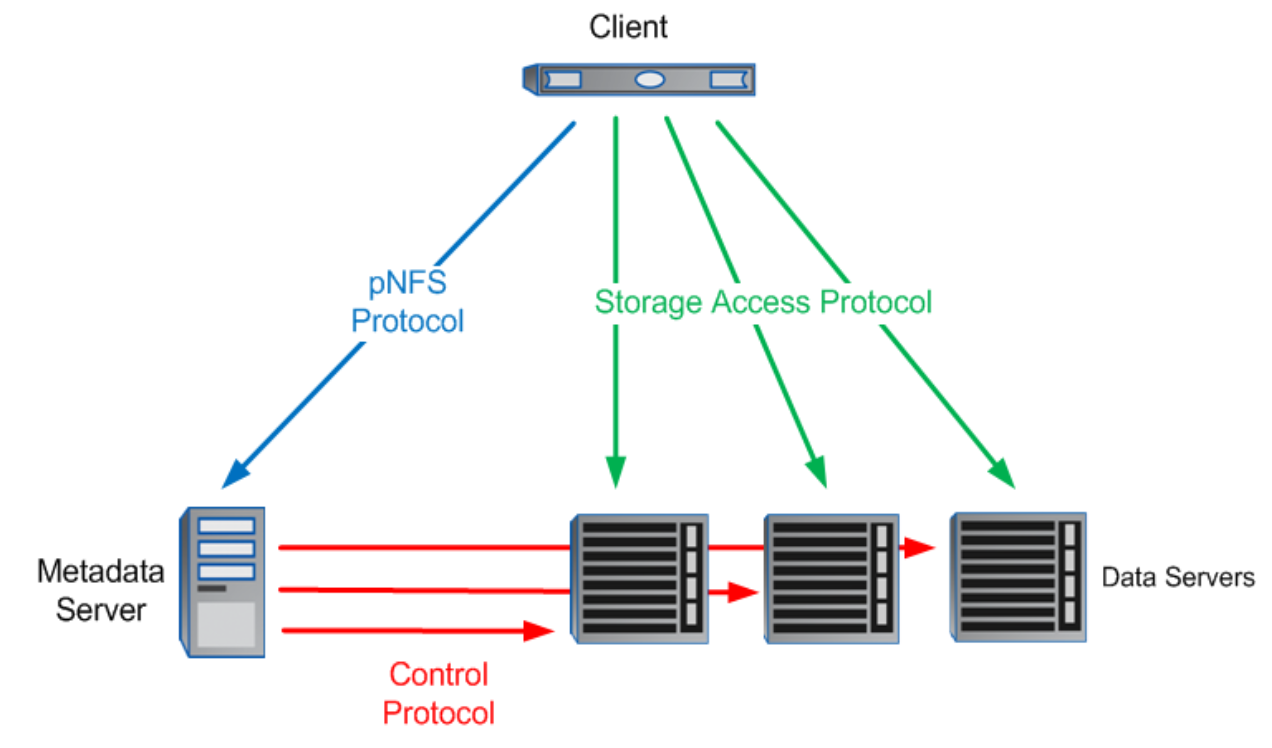 Client
pNFS
Protocol
Storage Access Protocol
Metadata
Server
Data Servers
Control
Protocol